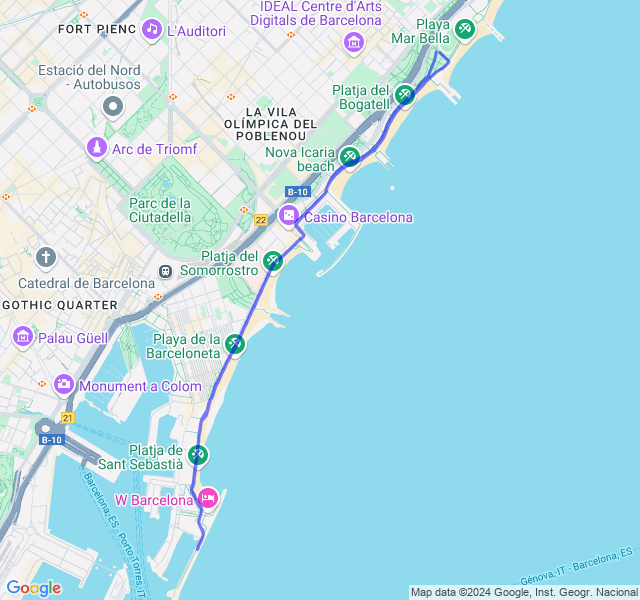 IDEAL Centre d'Arts
Digitals de Barcelona
FORT PIENC
L'Auditori
Playa
Mar Bella
Estació del Nord
- Autobusos
Platja del
Bogatell
LA VILA
OLÍMPICA DEL
POBLENOU
Arc de Triomf
Nova Icaria
beach
B-10
Parc de la
Ciutadella
22
Casino Barcelona
Platja del
Somorrostro
Catedral de Barcelona
GOTHIC QUARTER
Palau Güell
Playa de la
Barceloneta
Monument a Colom
21
B-10
Platja de
Sant Sebastià
W Barcelona
Barcelona, ES - Porto Torres, IT
Génova, IT - Barcelona, ES -
Google
Map data ©2024 Google, Inst. Geogr. Nacional